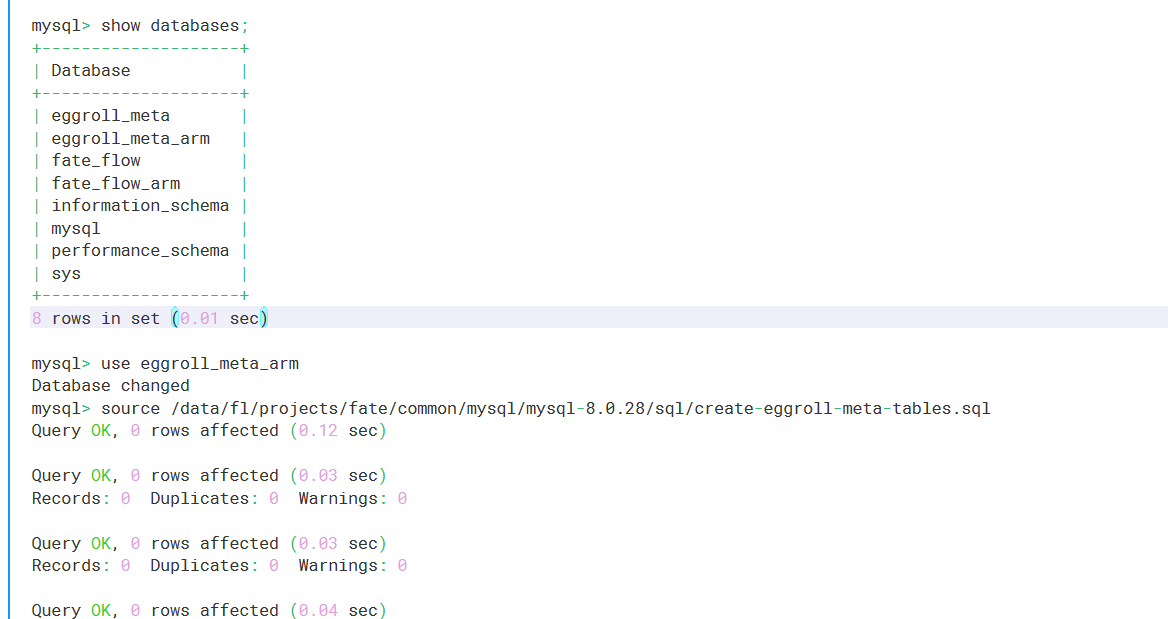 mysql> show databases;
+--------------------+
| Database           |
+--------------------+
| eggroll_meta       |
| eggroll_meta_arm   |
| fate_flow          |
| fate_flow_arm      |
| information_schema |
| mysql              |
| performance_schema |
| sys                |
+--------------------+
8 rows in set (0.01 sec)
mysql> use eggroll_meta_arm
Database changed
mysql> source /data/fl/projects/fate/common/mysql/mysql-8.0.28/sql/create-eggroll-meta-tables.sql
Query OK, 0 rows affected (0.12 sec)
Query OK, 0 rows affected (0.03 sec)
Records: 0  Duplicates: 0  Warnings: 0
Query OK, 0 rows affected (0.03 sec)
Records: 0  Duplicates: 0  Warnings: 0
Query OK, 0 rows affected (0.04 sec)